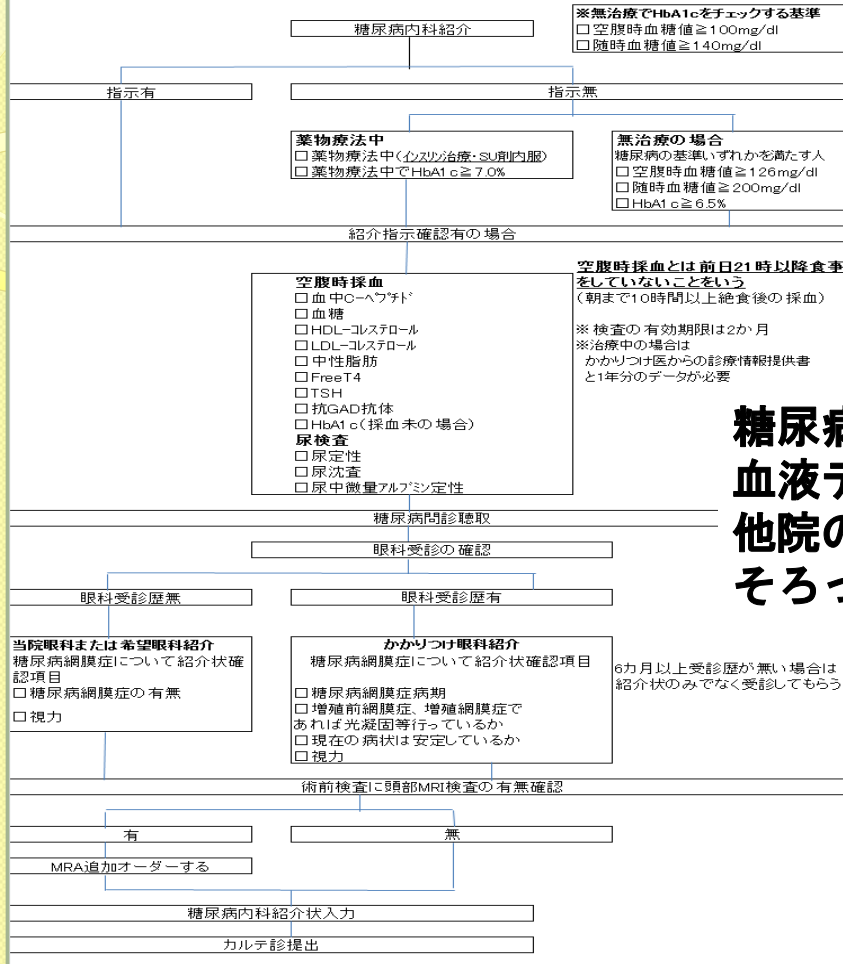 ※無治療でHbA1cをチェックする基準
□空腹時血糖値≧100mg/dl
□随時血糖値≧140mg/dl
糖尿病内科紹介
指示有
指示無
薬物療法中
□薬物療法中(インスリン治療・SU剤内服)
□薬物療法中でHbA1c≧7.0%
無治療の場合
糖尿病の基準いずれかを満たす人
□空腹時血糖値≧126mg/dl
□随時血糖値≧200mg/dl
□HbA1c≧6.5%
紹介指示確認有の場合
空腹時採血
□血中C-ペプチド
□血糖
□HDL-コレステロール
□LDL-コレステロール
□中性脂肪
□FreeT4
□TSH
□抗GAD抗体
□HbA1c(採血未の場合)
尿検査
□尿定性
□尿沈査
□尿中微量アルブミン定性
空腹時採血とは前日21時以降食事
をしていないことをいう
(朝まで10時間以上絶食後の採血)
※検査の有効期限は2か月
※治療中の場合は
かかりつけ医からの診療情報提供書
と1年分のデータが必要
糖尿病
血液デ
他院の
そろっ
糖尿病問診聴取
眼科受診の確認
眼科受診歴無
眼科受診歴有
当院眼科または希望眼科紹介
糖尿病網膜症について紹介状確
認項目
□糖尿病網膜症の有無
□視力
かかりつけ眼科紹介
糖尿病網膜症について紹介状確認項目
□糖尿病網膜症病期
□増殖前網膜症、増殖網膜症で
あれば光凝固等行っているか
□現在の病状は安定しているか
□視力
6カ月以上受診歴が無い場合は
紹介状のみでなく受診してもらう
術前検査に頭部MRI検査の有無確認
有
無
MRA追加オーダーする
糖尿病内科紹介状入力
カルテ診提出